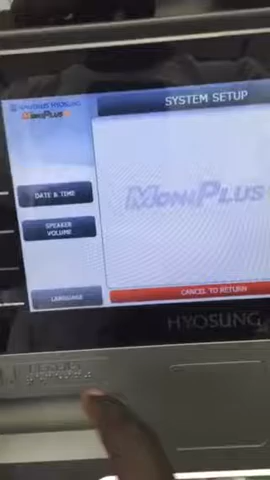 NAUTILUS HYOSUNG
MONIPLUS
SYSTEM SETUP
MONIPLUS
DATE & TIME
SPEAKER
VOLUME
LANGUAGE
CANCEL TO RETURN
HYOSUNG